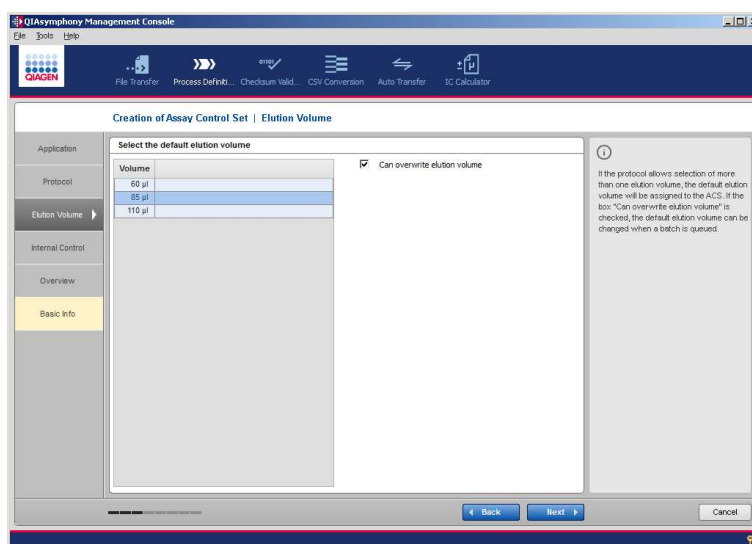 QIAsymphony Management Console
File Tools Help
QIAGEN
File Transfer
Process Definiti...
Checksum Valid...
CSV Conversion
Auto Transfer
IC Calculator
Creation of Assay Control Set | Elution Volume
Application
Protocol
Elution Volume
Internal Control
Overview
Basic Info
Select the default elution volume
Volume
60 µl
85 µl
110 µl
Can overwrite elution volume
If the protocol allows selection of more
than one elution volume, the default elution
volume will be assigned to the ACS. If the
box "Can overwrite elution volume" is
checked, the default elution volume can be
changed when a batch is queued.
Back
Next
Cancel